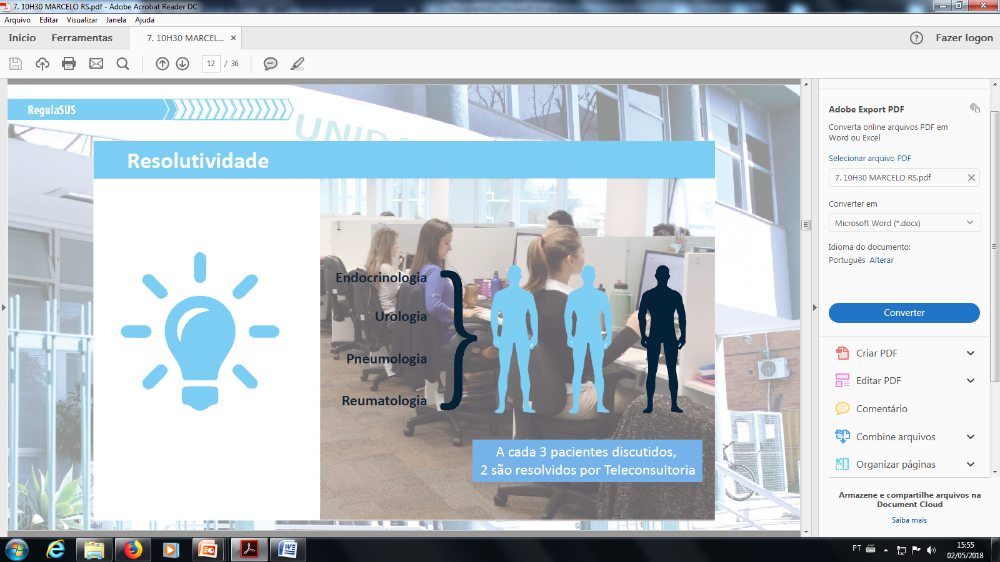 7. 10H30 MARCELO RS.pdf - Adobe Acrobat Reader DC
Arquivo Editar Visualizar Janela Ajuda
Início Ferramentas 7. 10H30 MARCEL... × Fazer logon
12 / 36
RegulaSUS
UNIDA
Resolutividade
Endocrinologia
Urologia
Pneumologia
Reumatologia
A cada 3 pacientes discutidos,
2 são resolvidos por Teleconsultoria
Adobe Export PDF
Converta online arquivos PDF em
Word ou Excel
Selecionar arquivo PDF
7. 10H30 MARCELO RS.pdf
Converter em
Microsoft Word (*.docx)
Idioma do documento:
Português Alterar
Converter
Criar PDF
Editar PDF
Comentário
Combine arquivos
Organizar páginas
Armazene e compartilhe arquivos na
Document Cloud
Saiba mais
PT
15:55
02/05/2018